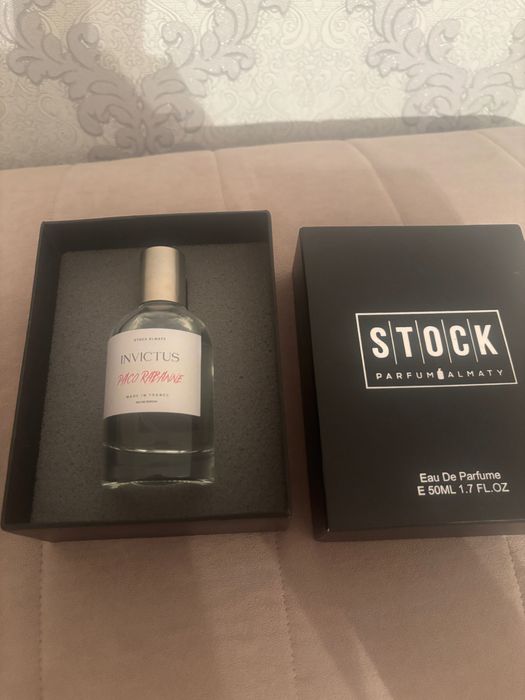 STOCK ALMATY
INVICTUS
PACO RABANNE
MADE IN FRANCE
STOCK
PARFUM ALMATY
Eau De Parfume
E 50ML 1.7 FL.OZ